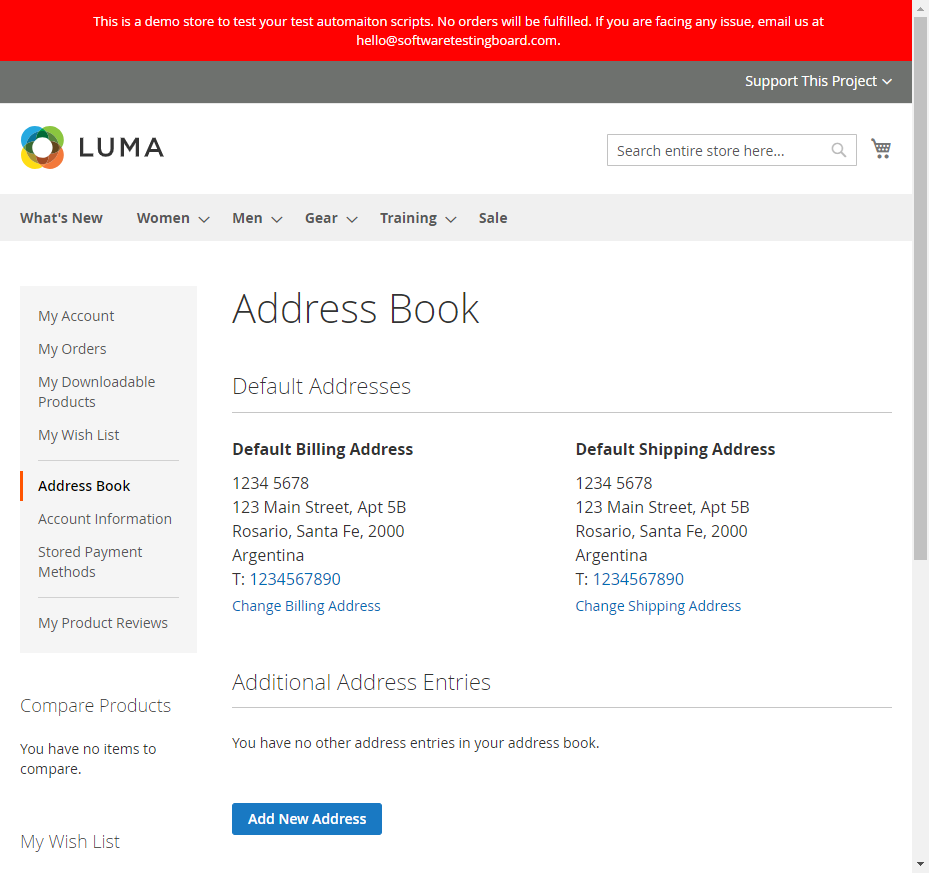 This is a demo store to test your test automaiton scripts. No orders will be fulfilled. If you are facing any issue, email us at
hello@softwaretestingboard.com.
Support This Project
LUMA
Search entire store here...
What's New Women Men Gear Training Sale
My Account
My Orders
My Downloadable
Products
My Wish List
Address Book
Account Information
Stored Payment
Methods
My Product Reviews
Compare Products
You have no items to
compare.
My Wish List
Address Book
Default Addresses
Default Billing Address
1234 5678
123 Main Street, Apt 5B
Rosario, Santa Fe, 2000
Argentina
T: 1234567890
Change Billing Address
Default Shipping Address
1234 5678
123 Main Street, Apt 5B
Rosario, Santa Fe, 2000
Argentina
T: 1234567890
Change Shipping Address
Additional Address Entries
You have no other address entries in your address book.
Add New Address